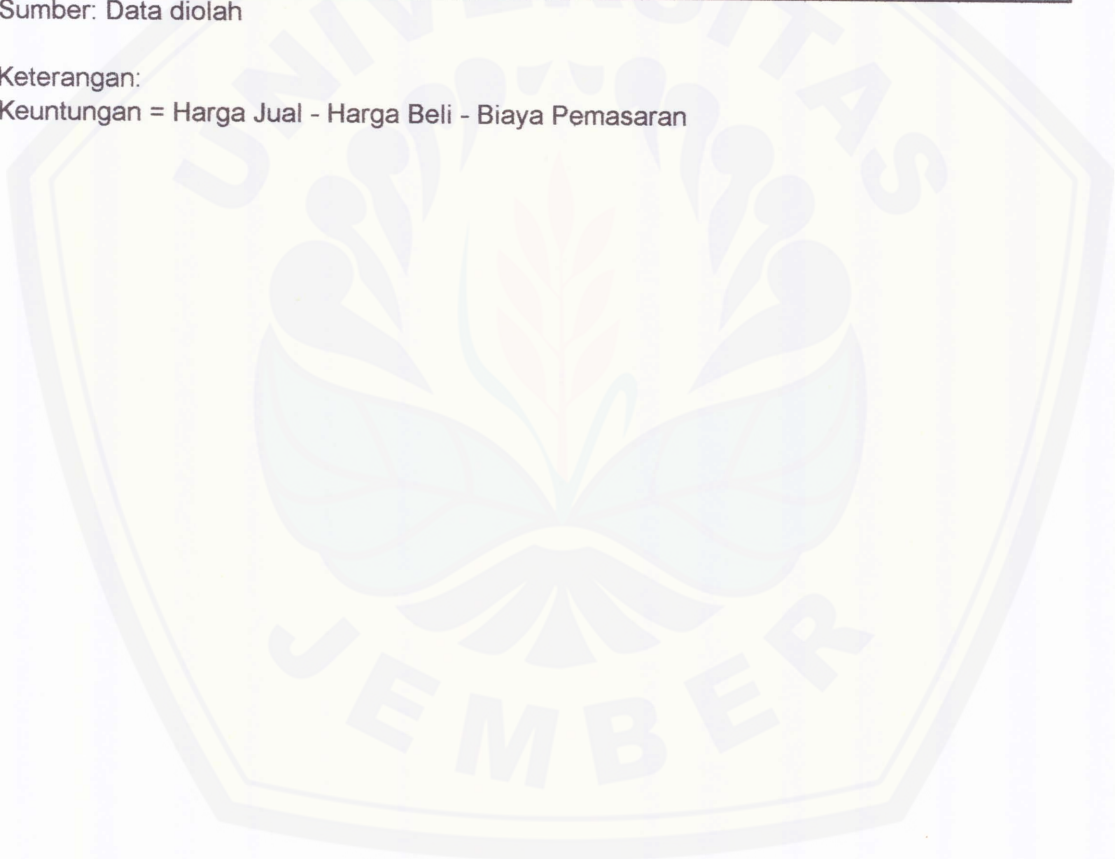 Sumber: Data diolah
Keterangan:
Keuntungan = Harga Jual - Harga Beli - Biaya Pemasaran
UNIVERSITAS
JEMBER